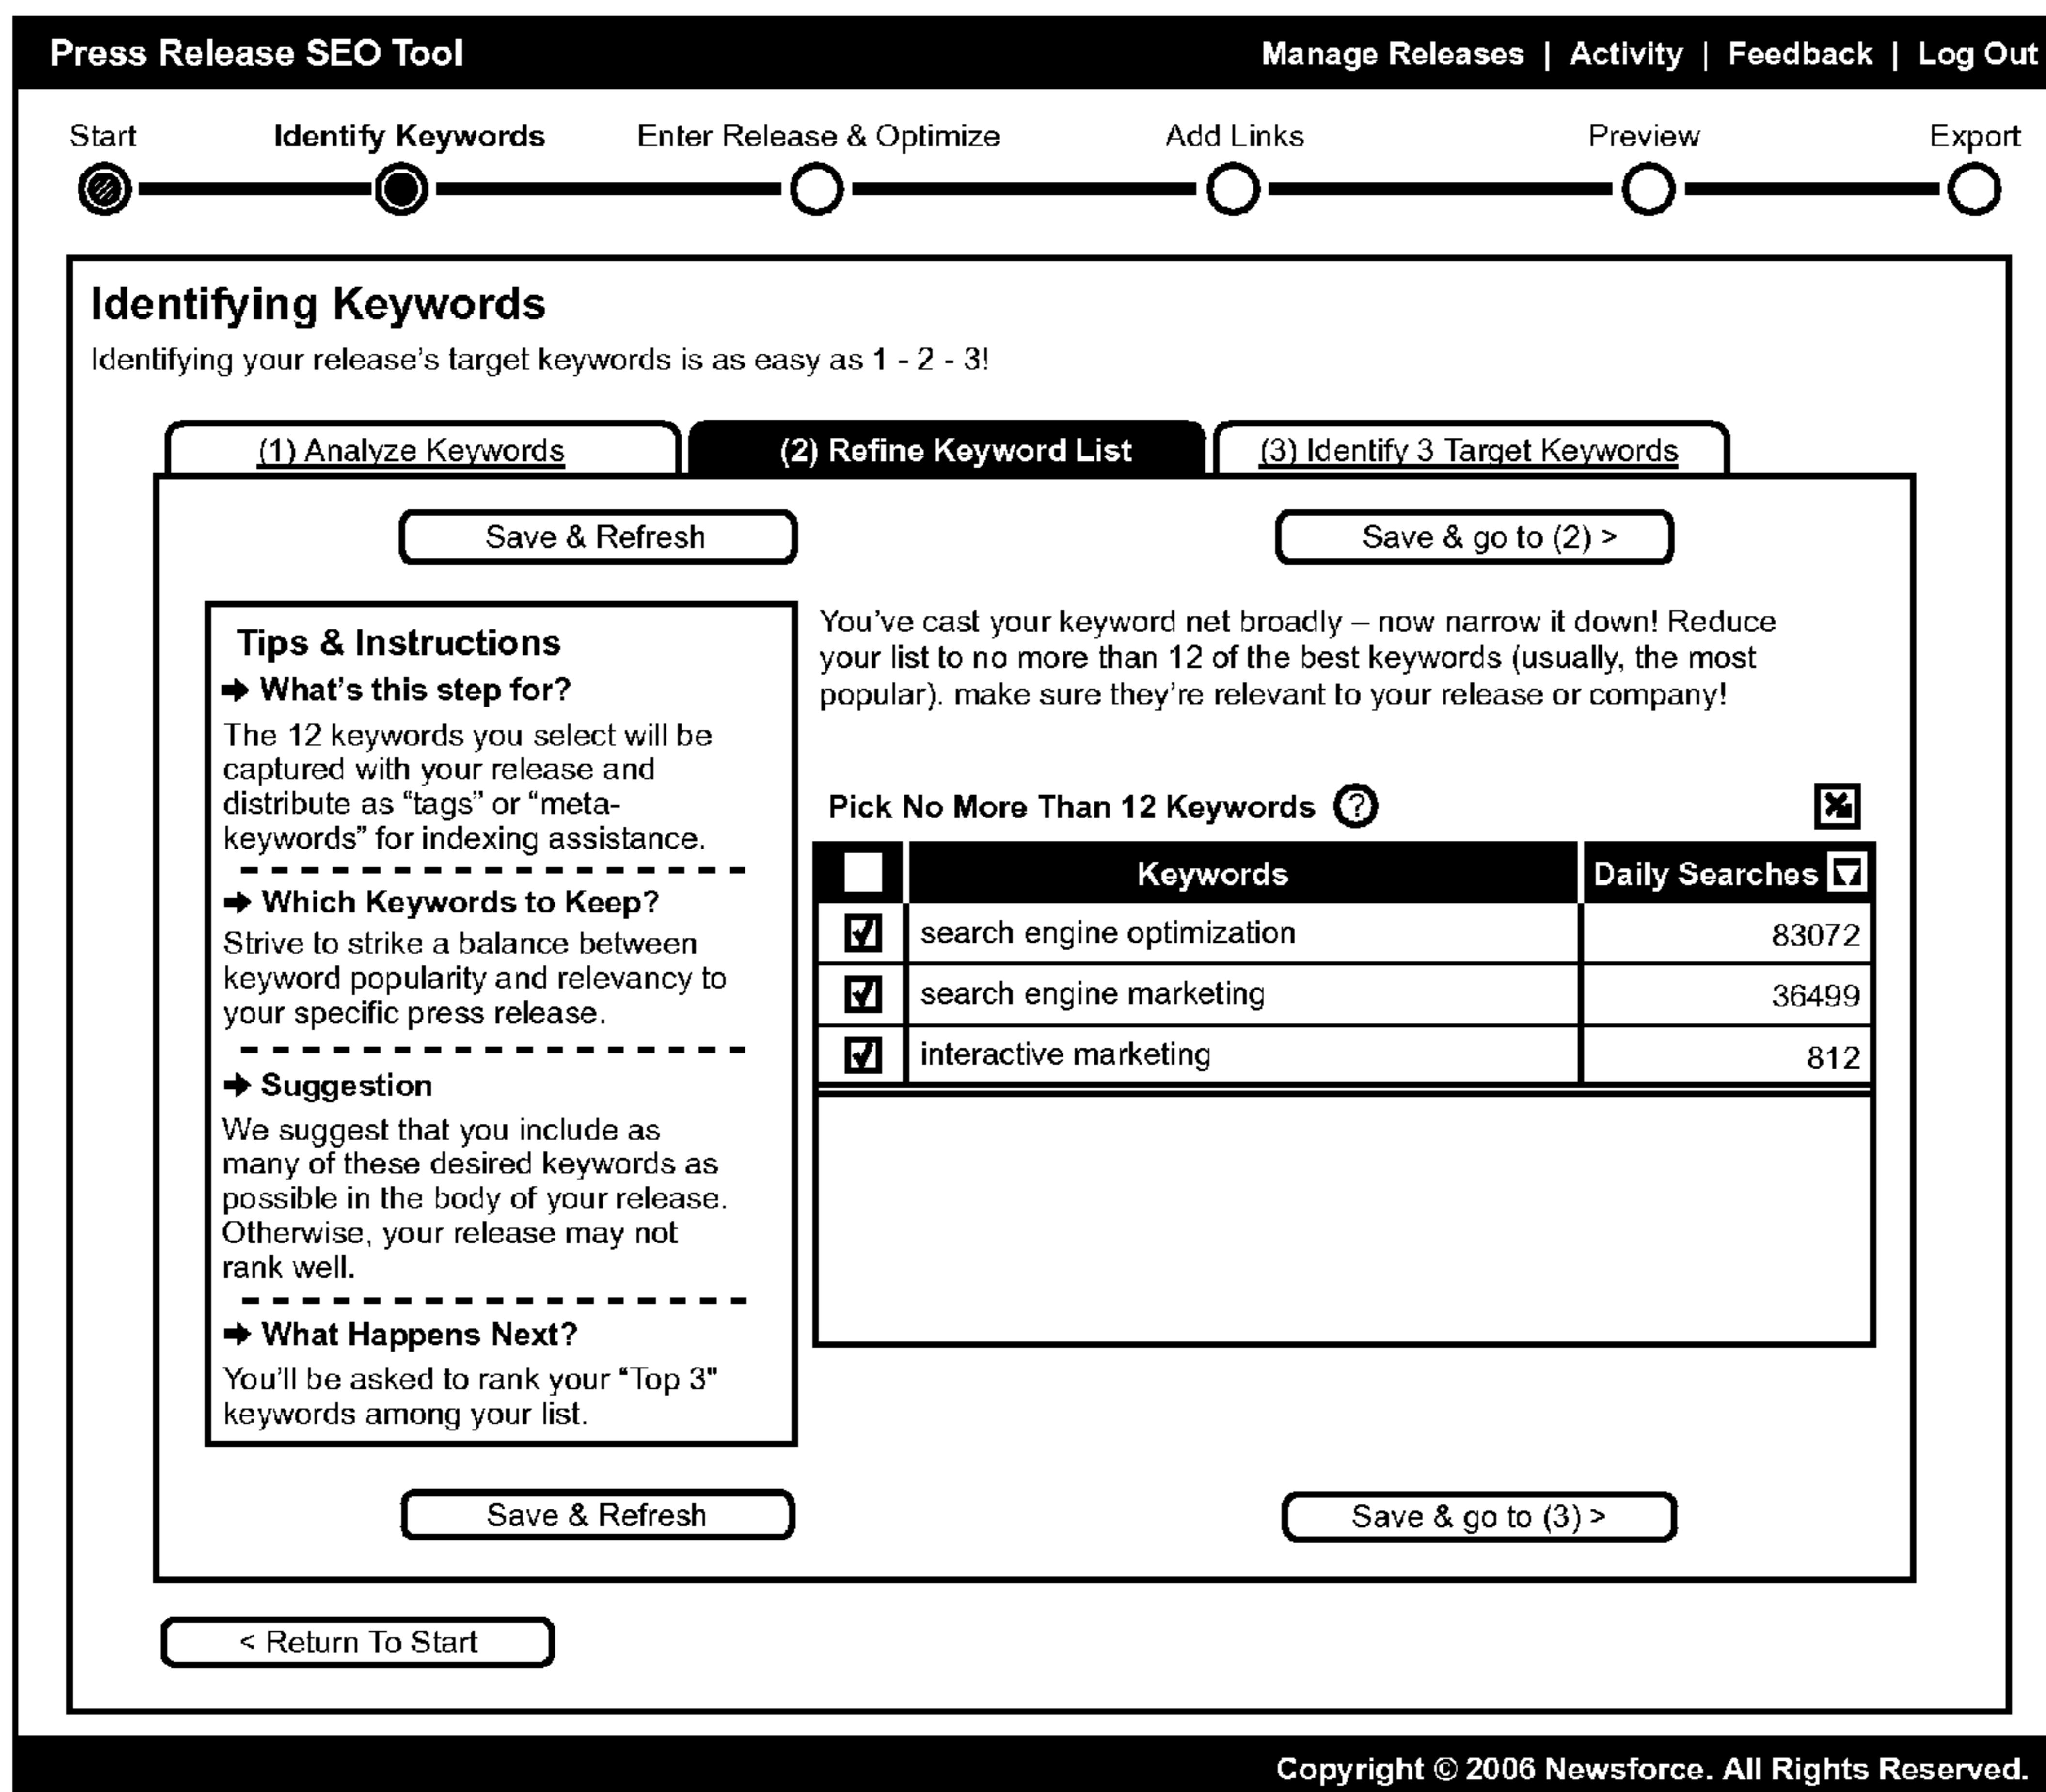 Press Release SEO Tool
Manage Releases | Activity | Feedback | Log Out
Start
Identify Keywords
Enter Release & Optimize
Add Links
Preview
Export
Identifying Keywords
Identifying your release's target keywords is as easy as 1 - 2 - 3!
(1) Analyze Keywords
(2) Refine Keyword List
(3) Identify 3 Target Keywords
Save & Refresh
Save & go to (2) >
Tips & Instructions
What's this step for?
The 12 keywords you select will be
captured with your release and
distribute as “tags” or “meta-
keywords” for indexing assistance.
Which Keywords to Keep?
Strive to strike a balance between
keyword popularity and relevancy to
your specific press release.
Suggestion
We suggest that you include as
many of these desired keywords as
possible in the body of your release.
Otherwise, your release may not
rank well.
What Happens Next?
You'll be asked to rank your “Top 3"
keywords among your list.
You've cast your keyword net broadly – now narrow it down! Reduce
your list to no more than 12 of the best keywords (usually, the most
popular). make sure they're relevant to your release or company!
Pick No More Than 12 Keywords ?
Keywords
Daily Searches
search engine optimization 83072
search engine marketing 36499
interactive marketing 812
Save & Refresh
Save & go to (3) >
< Return To Start
Copyright © 2006 Newsforce. All Rights Reserved.